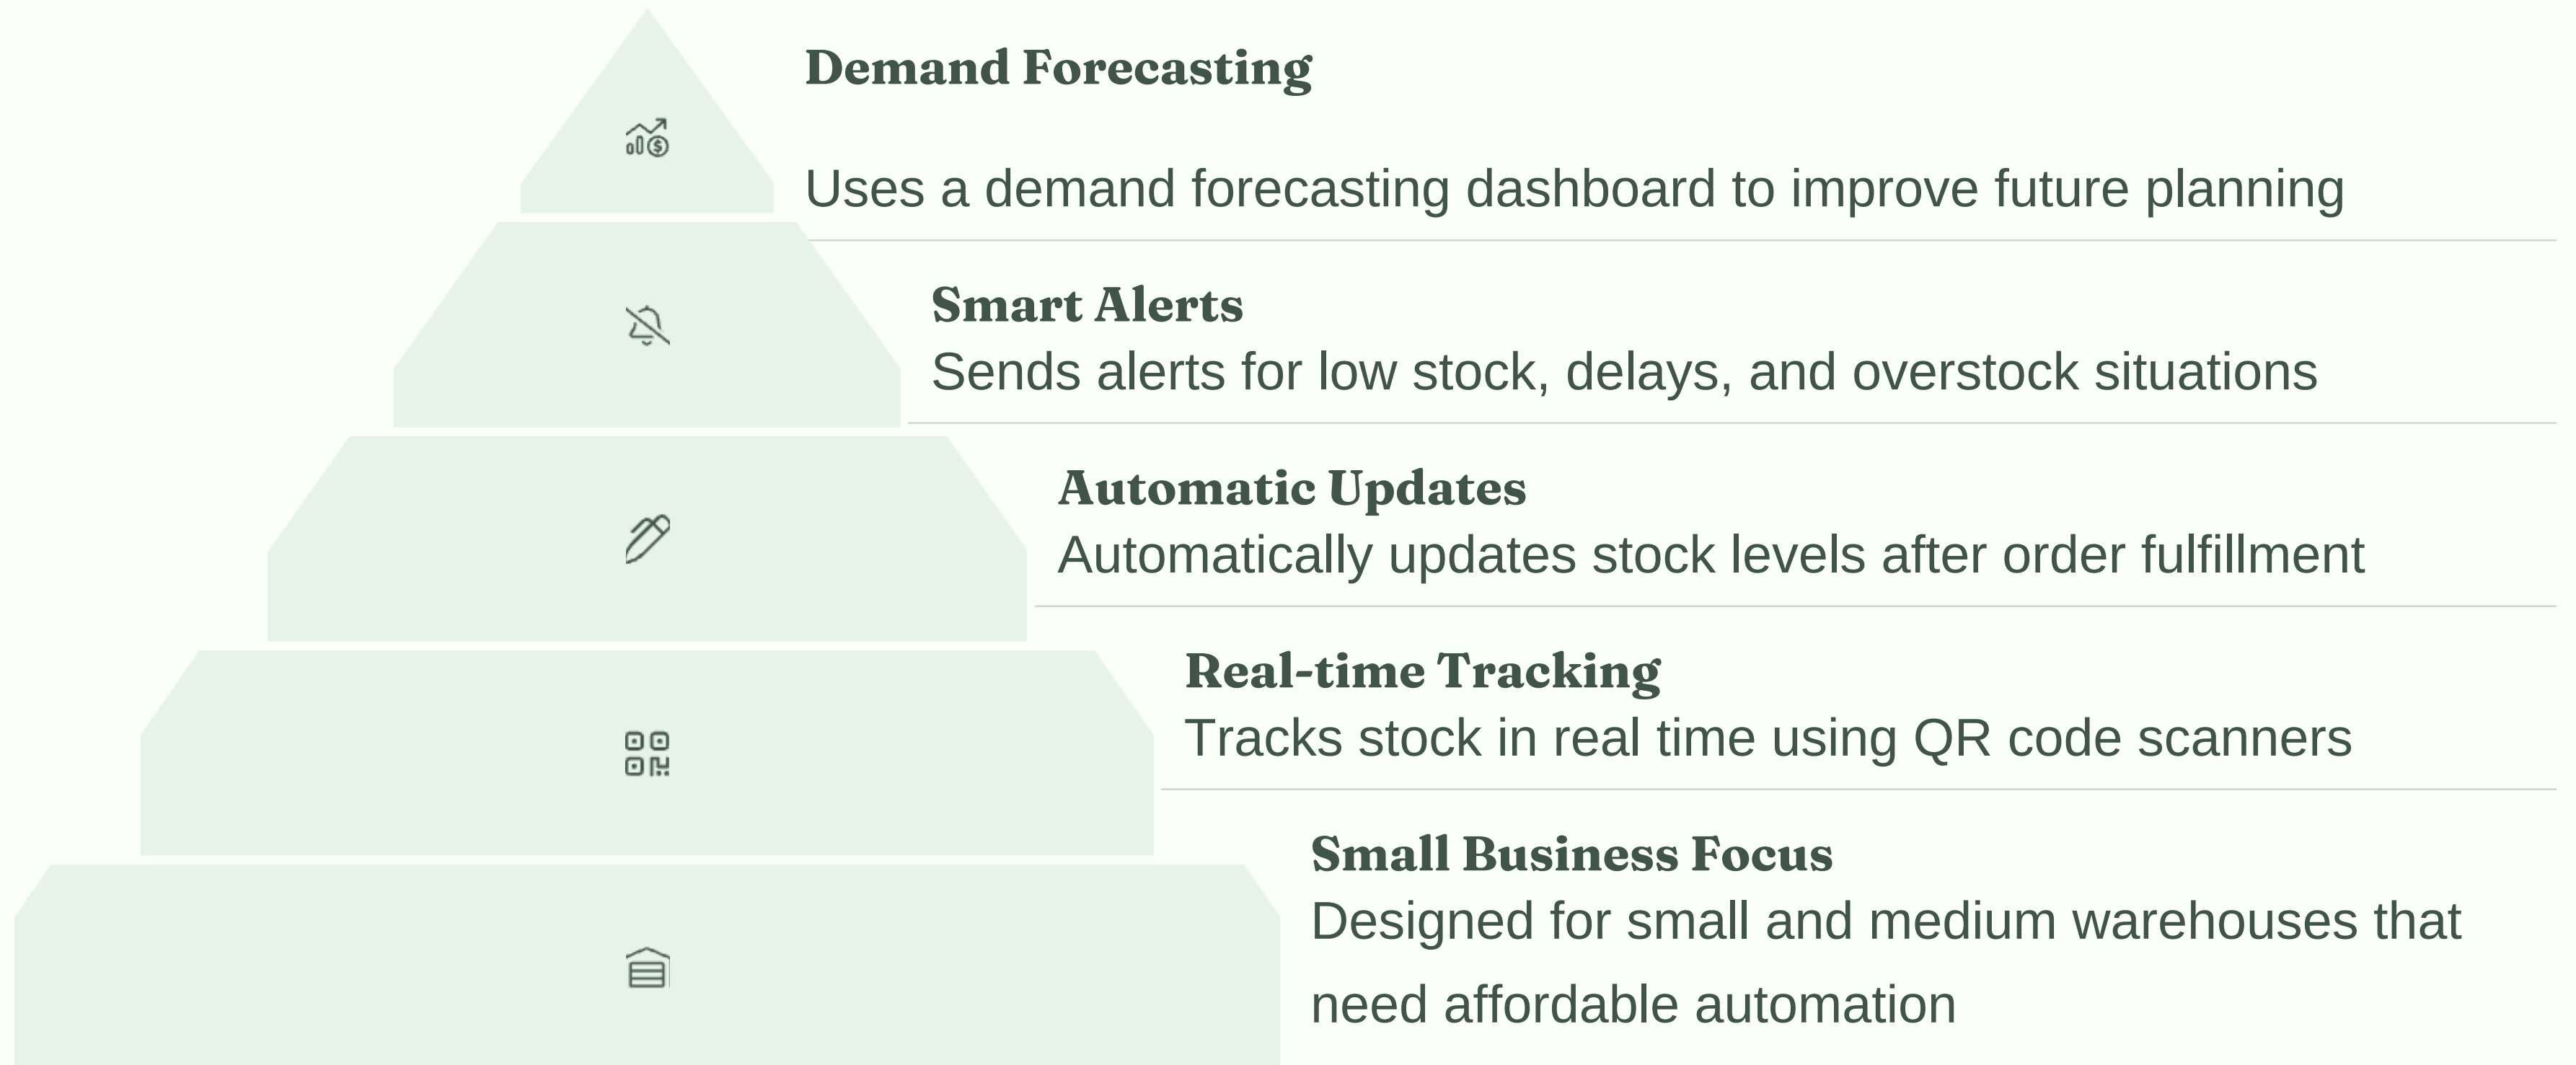 Demand Forecasting
Uses a demand forecasting dashboard to improve future planning
Smart Alerts
Sends alerts for low stock, delays, and overstock situations
Automatic Updates
Automatically updates stock levels after order fulfillment
Real-time Tracking
Tracks stock in real time using QR code scanners
Small Business Focus
Designed for small and medium warehouses that
need affordable automation